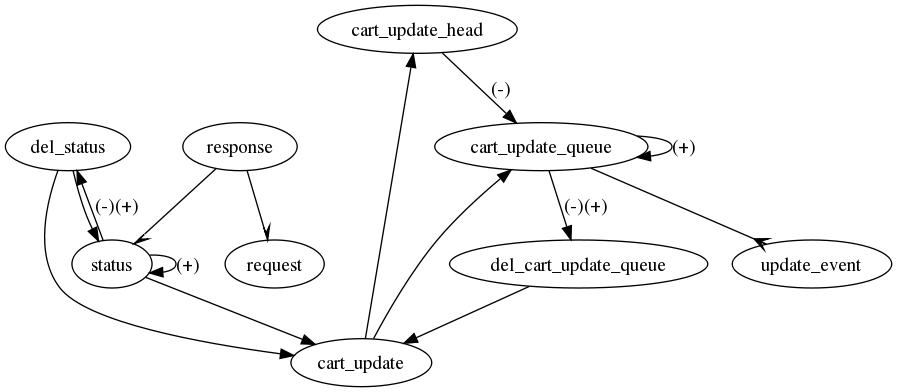 cart_update_head
(-)
del_status
response
cart_update_queue
(+)
(-)(+)
(-)(+)
status
(+)
request
del_cart_update_queue
update_event
cart_update